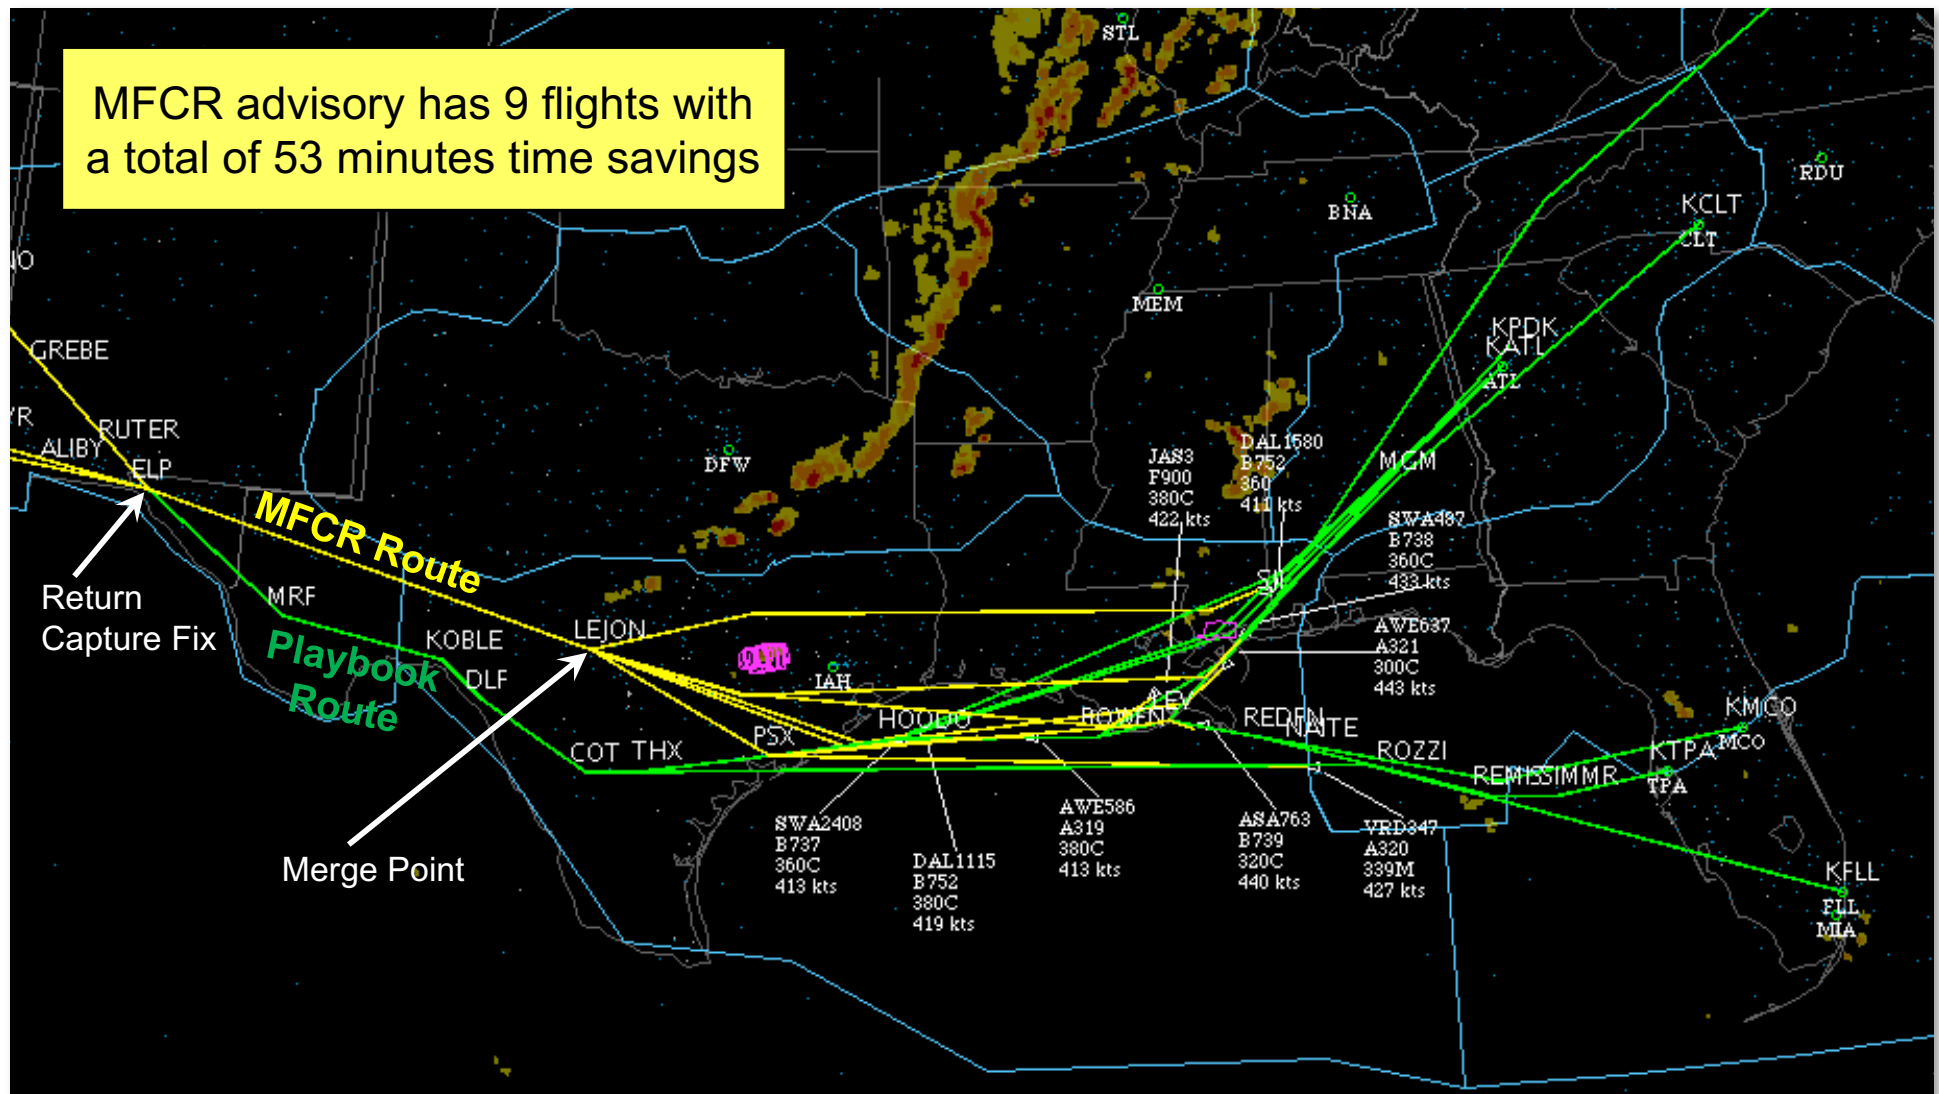 MFCR advisory has 9 flights with
a total of 53 minutes time savings
STL
RDU
BNA
KCLT
CLT
MEM
KPDK
KATL
ATL
GREBE
RUTER
ALIBY
ELP
DFW
MGM
MFCR Route
JAS3
F900
380C
422 kts
DAL1580
B752
360
411 kts
SWA487
B738
360C
433 kts
Return
Capture Fix
MRF
Playbook
Route
KOBLE
DLF
LEJON
IAH
AWE637
A321
300C
443 kts
HOODO
PSX
COT THX
REDFN
NAITE
ROZZI
KMCO
MCO
KTPA
TPA
Merge Point
SWA2408
B737
360C
413 kts
DAL1115
B752
380C
419 kts
AWE586
A319
380C
413 kts
ASA763
B739
320C
440 kts
VRD347
A320
339M
427 kts
KFLL
FLL
MIA